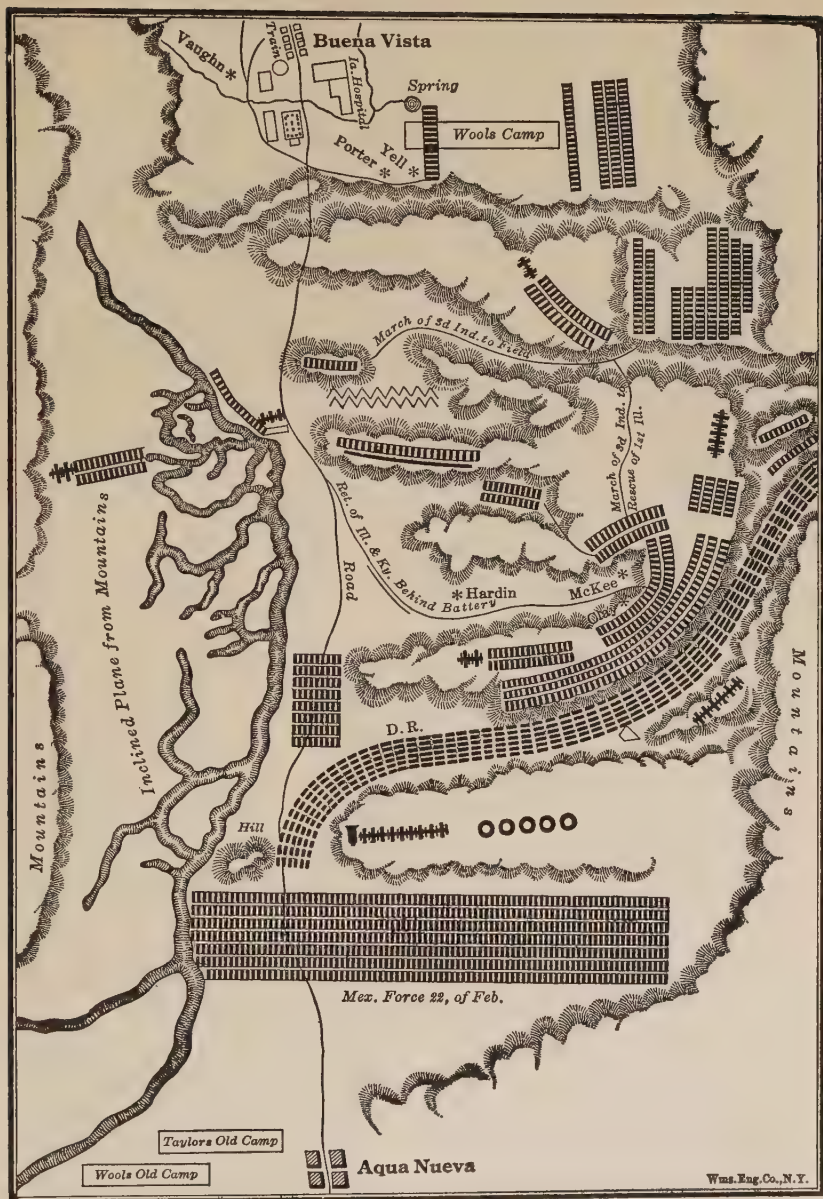 Buena Vista
Vaughn *
Train
Ia. Hospital
Spring
Wools Camp
Yell *
Porter *
March of 3d Ind. to Field
March of 3d Ind. to
Rescue of 1st Ill.
Ret. of Ill. & Ky. Behind Battery
Road
* Hardin
McKee *
Clay *
Inclined Plane from Mountains
Mountains
Mountains
D.R.
Hill
Mex. Force 22, of Feb.
Taylors Old Camp
Wools Old Camp
Aqua Nueva
Wms. Eng. Co., N.Y.